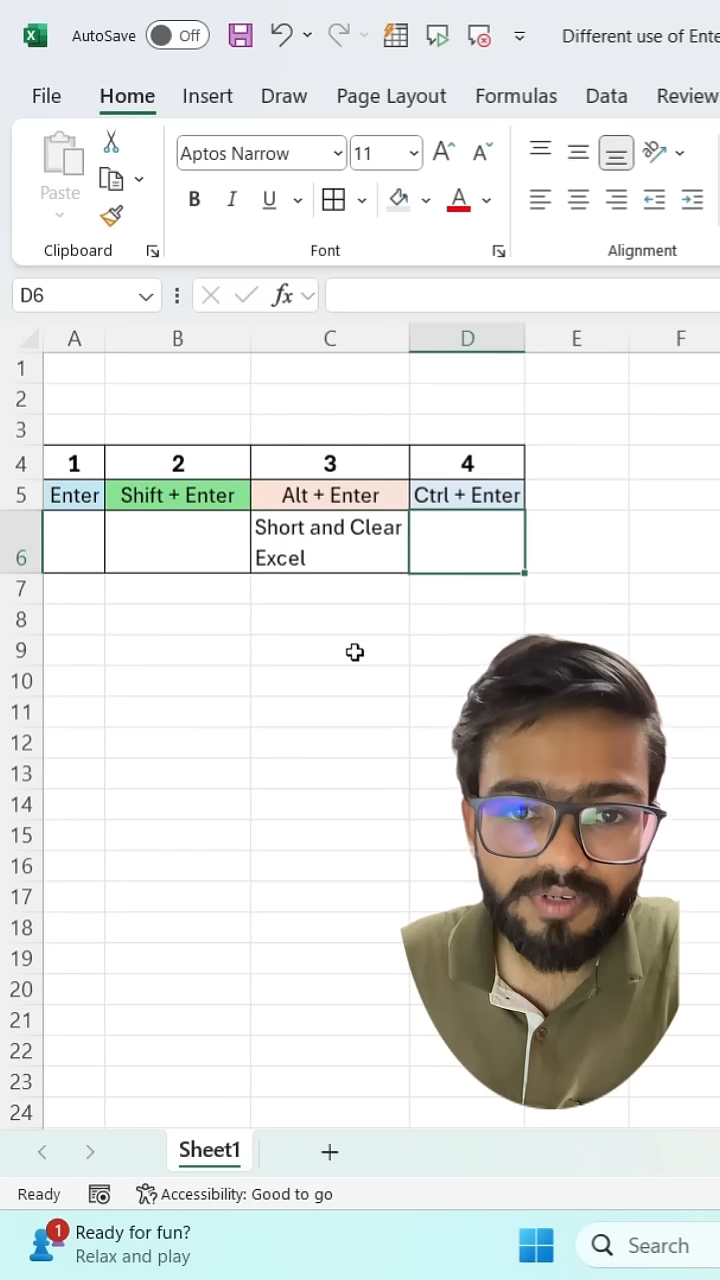 AutoSave Off Different use of Ente
File Home Insert Draw Page Layout Formulas Data Review
Paste
Aptos Narrow 11 A A
B I U A
Clipboard Font Alignment
D6 fx
A B C D E F
1
2
3
4 1 2 3 4
5 Enter Shift + Enter Alt + Enter Ctrl + Enter
Short and Clear
6 Excel
7
8
9
10
11
12
13
14
15
16
17
18
19
20
21
22
23
24
Sheet1
Ready Accessibility: Good to go
1 Ready for fun?
Relax and play
Search